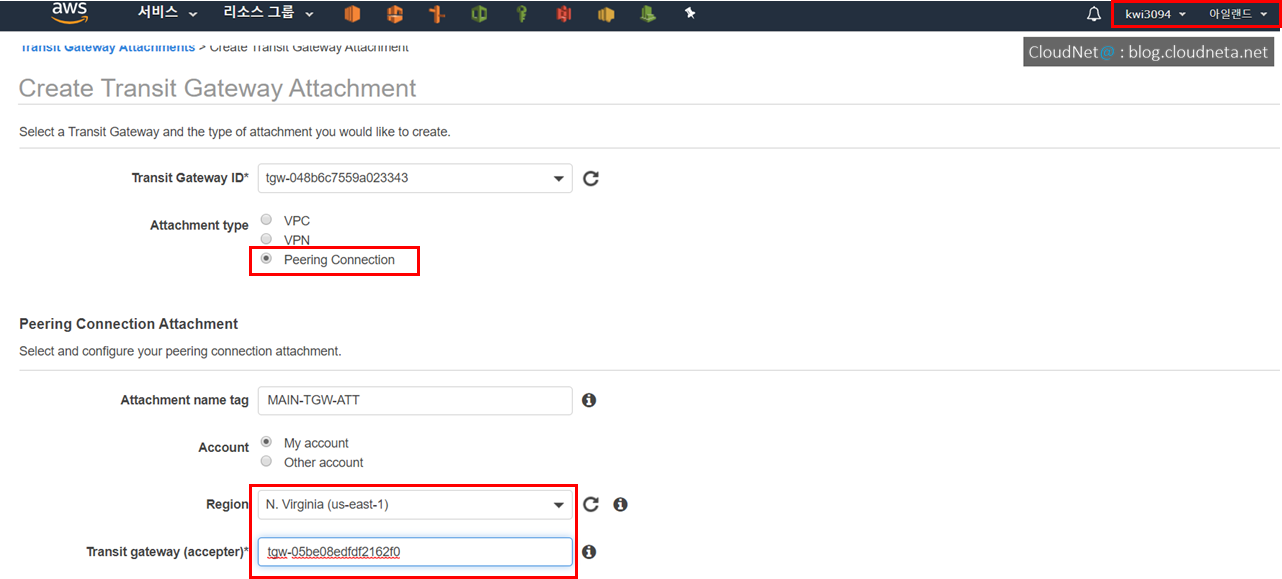 aws 서비스 리소스 그룹 kwi3094 아일랜드
Transit Gateway Attachments > Create Transit Gateway Attachment
CloudNet@ : blog.cloudneta.net
Create Transit Gateway Attachment
Select a Transit Gateway and the type of attachment you would like to create.
Transit Gateway ID* tgw-048b6c7559a023343
Attachment type VPC
VPN
Peering Connection
Peering Connection Attachment
Select and configure your peering connection attachment.
Attachment name tag MAIN-TGW-ATT
Account My account
Other account
Region N. Virginia (us-east-1)
Transit gateway (accepter)* tgw-05be08edfdf2162f0